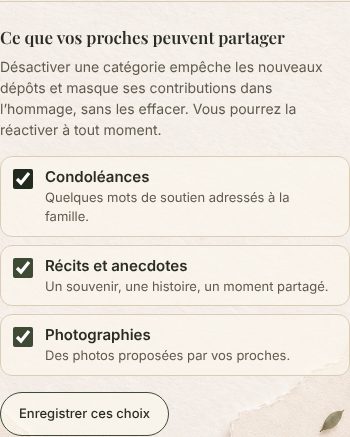 Ce que vos proches peuvent partager
Désactiver une catégorie empêche les nouveaux
dépôts et masque ses contributions dans
l’hommage, sans les effacer. Vous pourrez la
réactiver à tout moment.
Condoléances
Quelques mots de soutien adressés à la
famille.
Récits et anecdotes
Un souvenir, une histoire, un moment partagé.
Photographies
Des photos proposées par vos proches.
Enregistrer ces choix